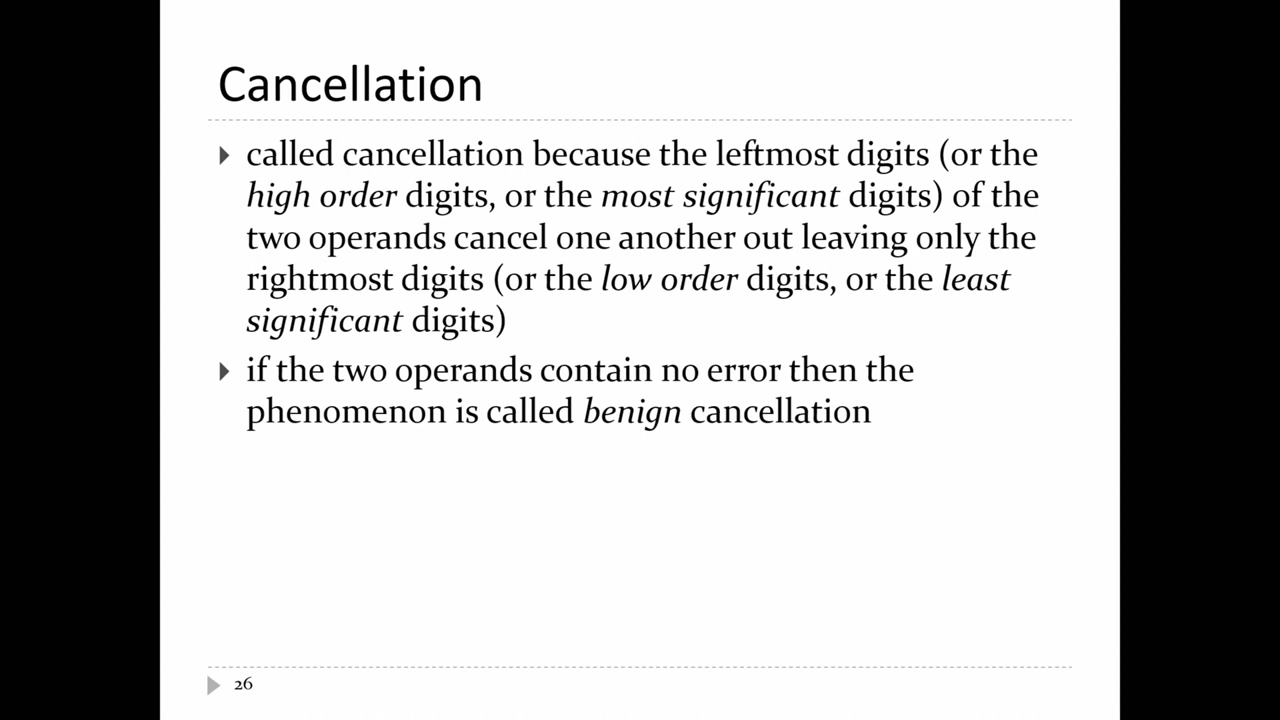 Cancellation
called cancellation because the leftmost digits (or the
high order digits, or the most significant digits) of the
two operands cancel one another out leaving only the
rightmost digits (or the low order digits, or the least
significant digits)
if the two operands contain no error then the
phenomenon is called benign cancellation
26